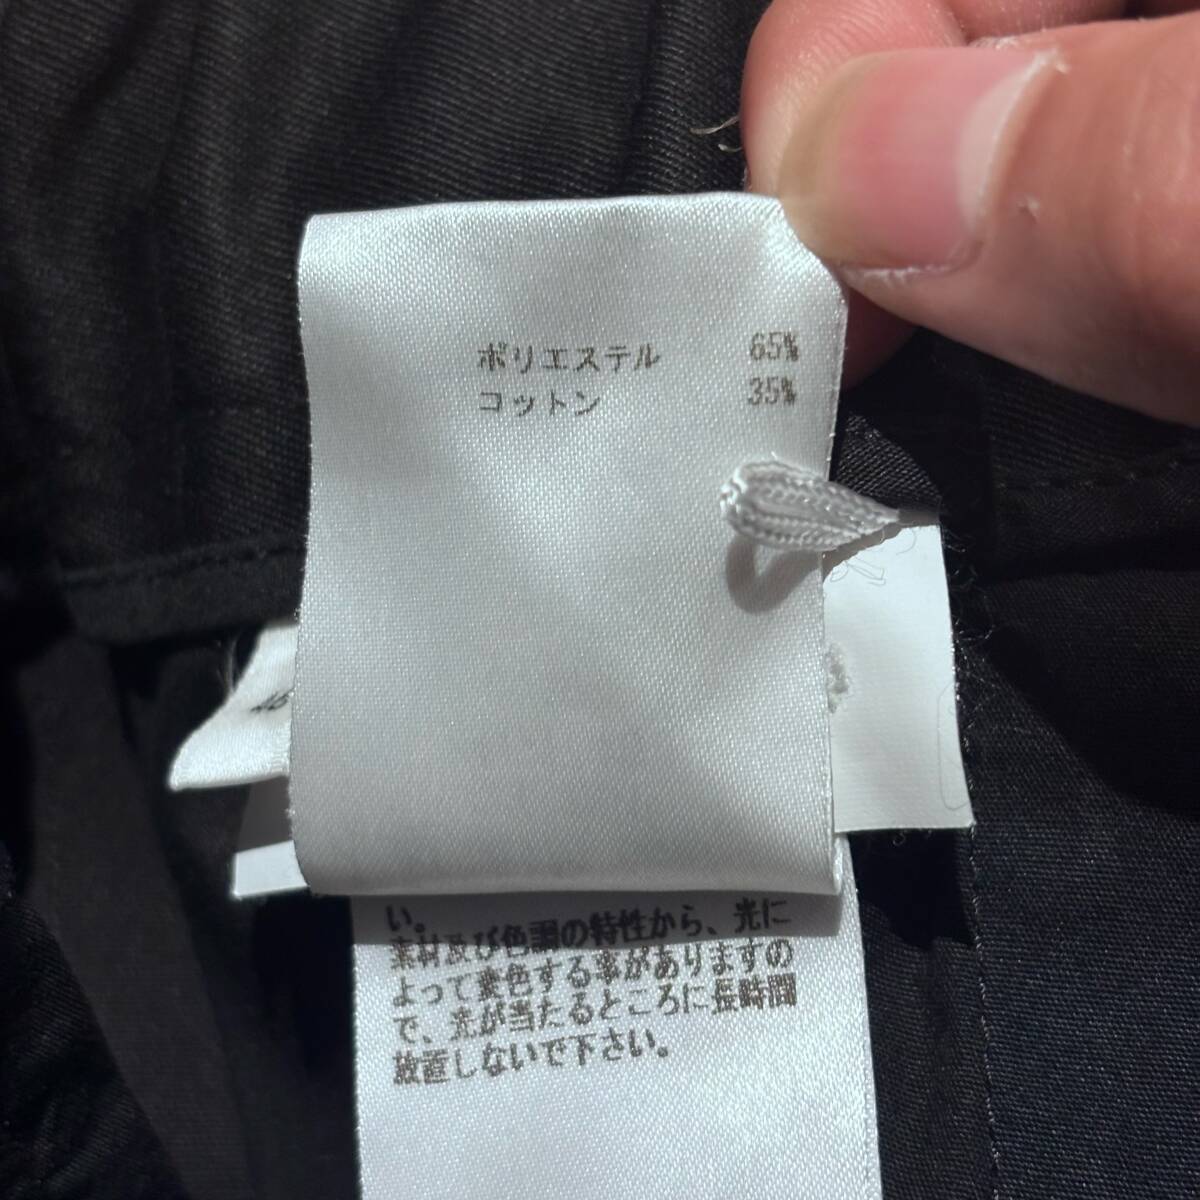 ポリエステル 65%
コットン 35%
い。
素材及び色調の特性から、光に
よって変色する事がありますの
で、光が当たるところに長時間
放置しないで下さい。